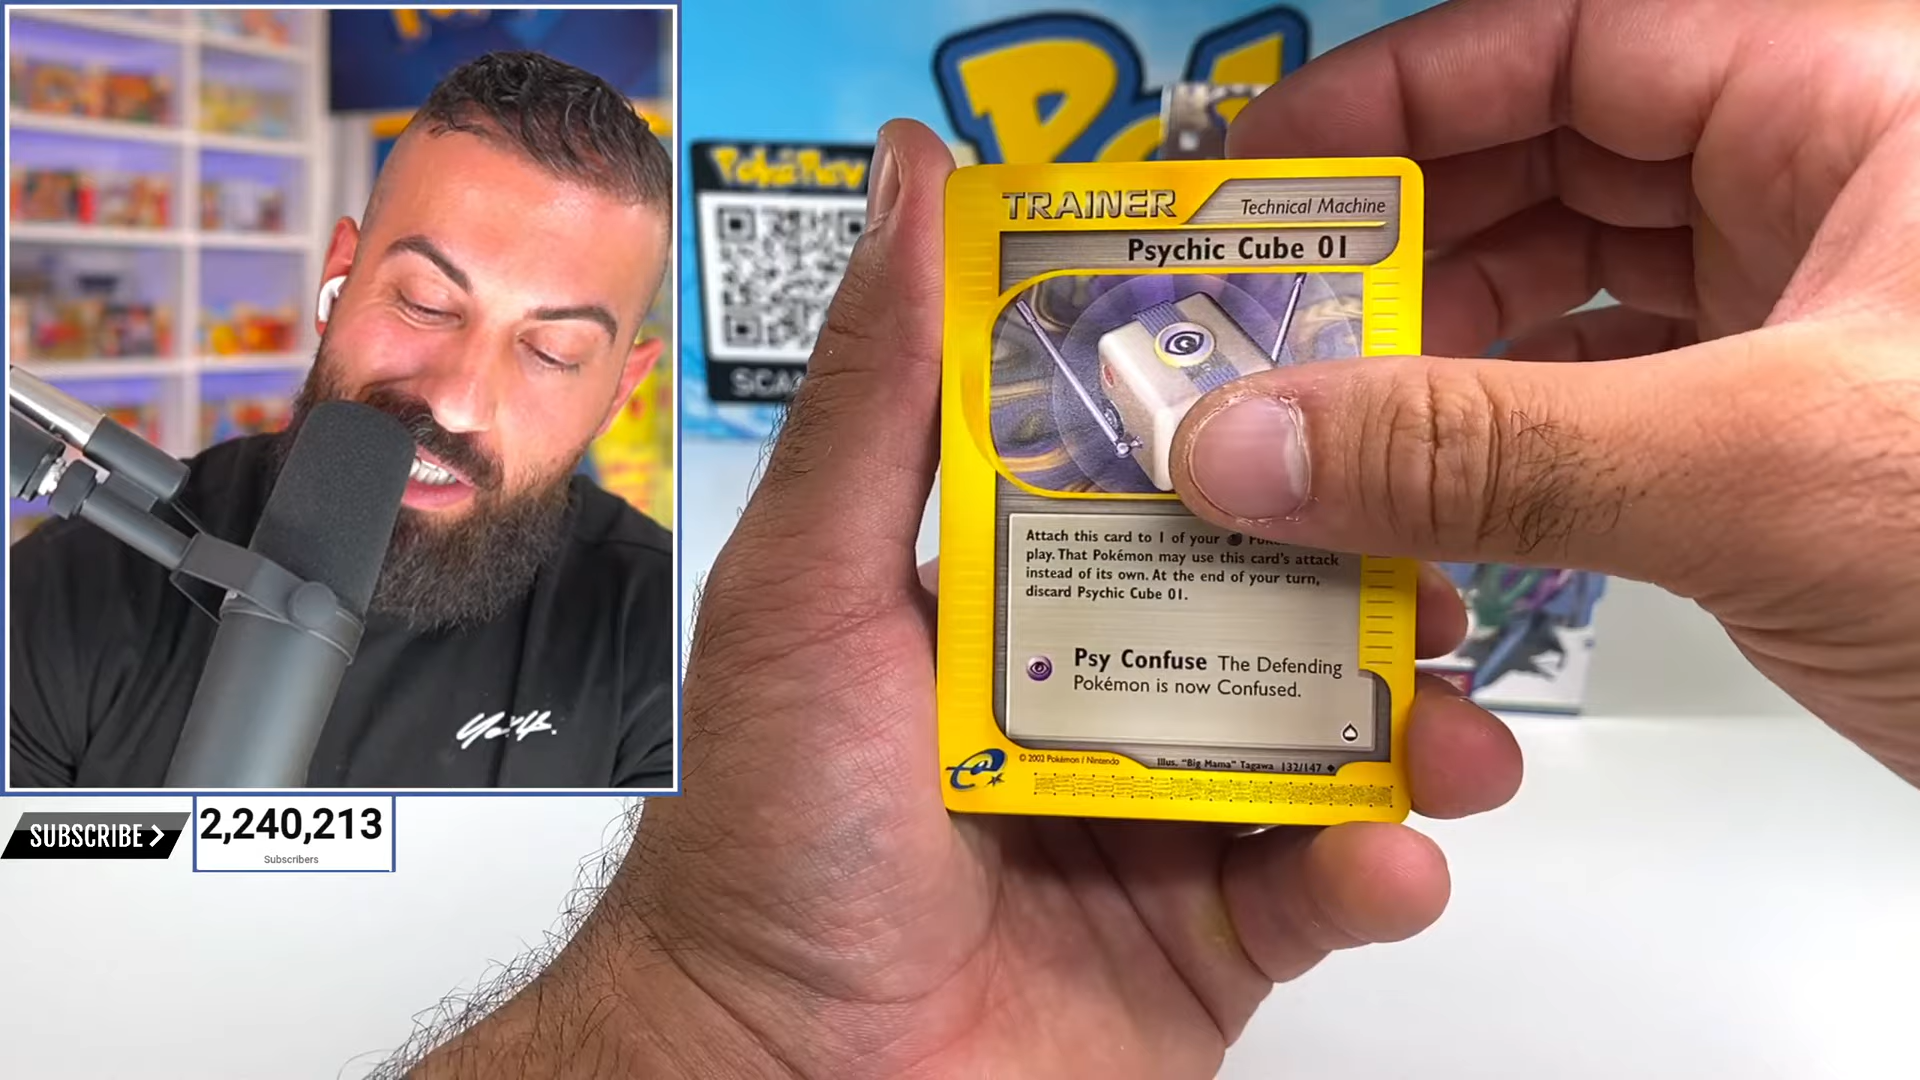 PokéRev
SCA
TRAINER
Technical Machine
Psychic Cube 01
Attach this card to 1 of your
play. That Pokémon may use this card's attack
instead of its own. At the end of your turn,
discard Psychic Cube 01.
Psy Confuse The Defending
Pokémon is now Confused.
© 2002 Pokémon / Nintendo
Illus. "Big Mama" Tagawa 132/147
SUBSCRIBE
2,240,213
Subscribers